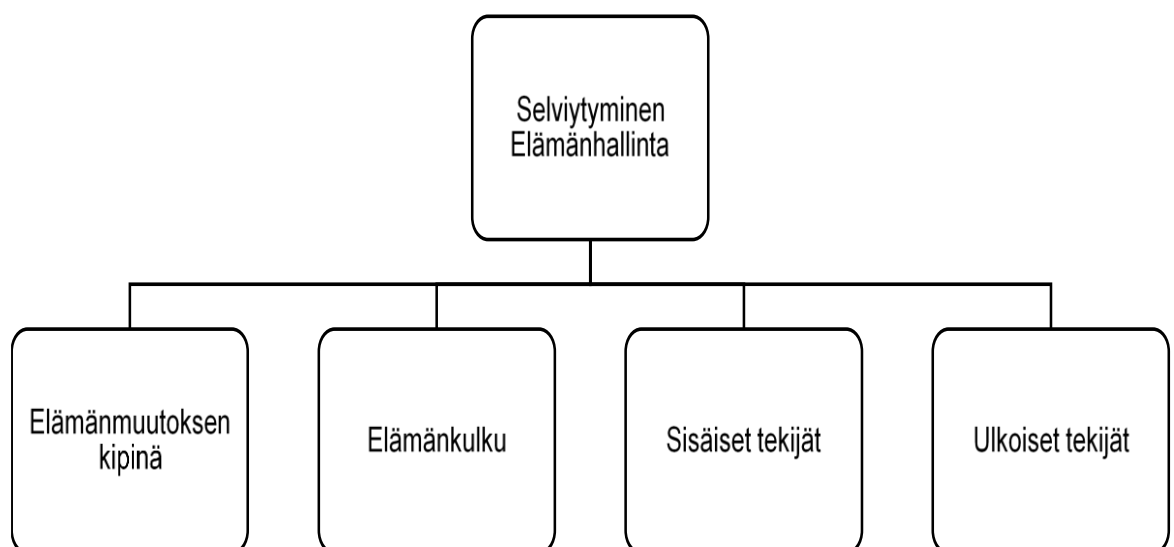 Selviytyminen
Elämänhallinta
Elämänmuutoksen
kipinä
Elämänkulku
Sisäiset tekijät
Ulkoiset tekijät